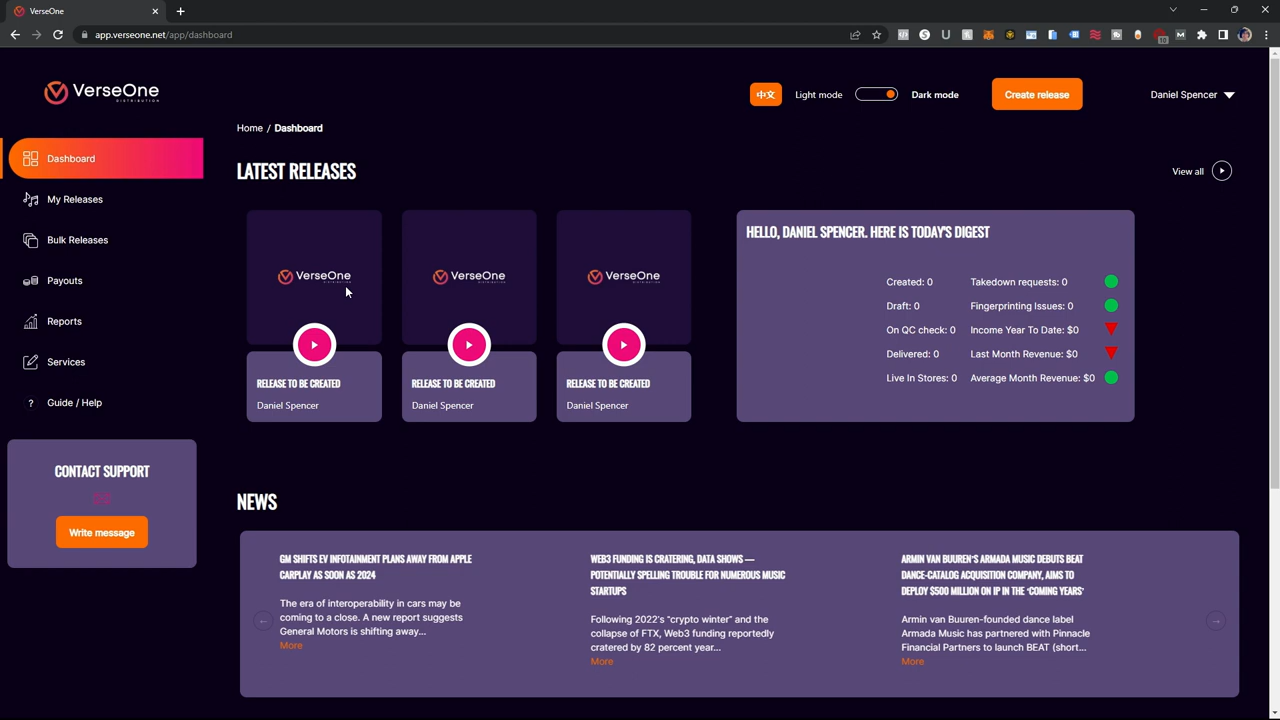 VerseOne
app.verseone.net/app/dashboard
VerseOne
DISTRIBUTION
中文
Light mode
Dark mode
Create release
Daniel Spencer
Home / Dashboard
Dashboard
My Releases
Bulk Releases
Payouts
Reports
Services
? Guide / Help
CONTACT SUPPORT
Write message
LATEST RELEASES
View all
VerseOne
DISTRIBUTION
RELEASE TO BE CREATED
Daniel Spencer
VerseOne
DISTRIBUTION
RELEASE TO BE CREATED
Daniel Spencer
VerseOne
DISTRIBUTION
RELEASE TO BE CREATED
Daniel Spencer
HELLO, DANIEL SPENCER. HERE IS TODAY'S DIGEST
Created: 0
Takedown requests: 0
Draft: 0
Fingerprinting Issues: 0
On QC check: 0
Income Year To Date: $0
Delivered: 0
Last Month Revenue: $0
Live In Stores: 0
Average Month Revenue: $0
NEWS
GM SHIFTS EV INFOTAINMENT PLANS AWAY FROM APPLE
CARPLAY AS SOON AS 2024
The era of interoperability in cars may be
coming to a close. A new report suggests
General Motors is shifting away...
More
WEB3 FUNDING IS CRATERING, DATA SHOWS —
POTENTIALLY SPELLING TROUBLE FOR NUMEROUS MUSIC
STARTUPS
Following 2022's “crypto winter” and the
collapse of FTX, Web3 funding reportedly
cratered by 82 percent year...
More
ARMIN VAN BUUREN'S ARMADA MUSIC DEBUTS BEAT
DANCE-CATALOG ACQUISITION COMPANY, AIMS TO
DEPLOY $500 MILLION ON IP IN THE ‘COMING YEARS’
Armin van Buuren-founded dance label
Armada Music has partnered with Pinnacle
Financial Partners to launch BEAT (short...
More